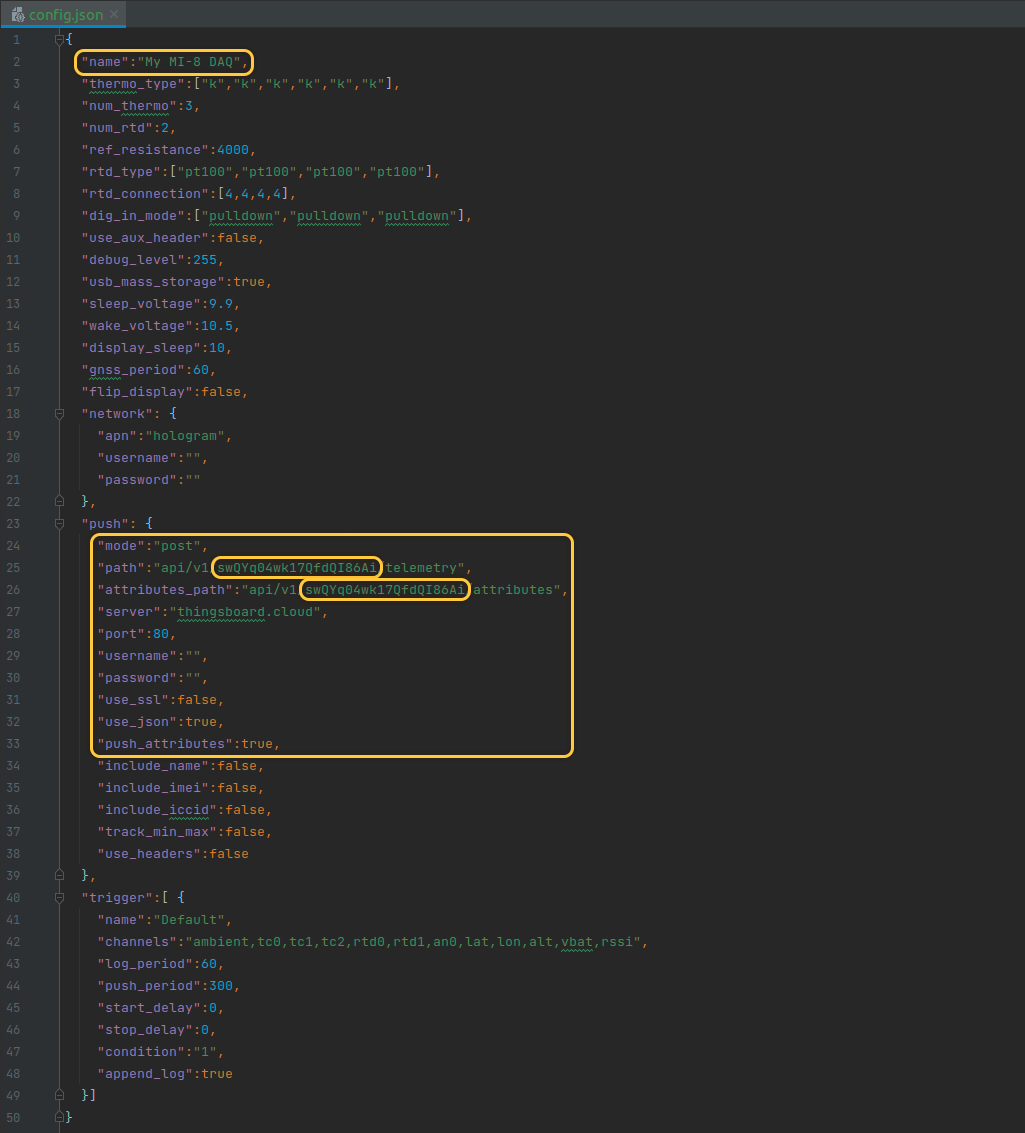 config.json
1 {
2 "name":"My MI-8 DAQ",
3 "thermo_type":["k","k","k","k","k","k"],
4 "num_thermo":3,
5 "num_rtd":2,
6 "ref_resistance":4000,
7 "rtd_type":["pt100","pt100","pt100","pt100"],
8 "rtd_connection":[4,4,4,4],
9 "dig_in_mode":["pulldown","pulldown","pulldown"],
10 "use_aux_header":false,
11 "debug_level":255,
12 "usb_mass_storage":true,
13 "sleep_voltage":9.9,
14 "wake_voltage":10.5,
15 "display_sleep":10,
16 "gnss_period":60,
17 "flip_display":false,
18 "network": {
19 "apn":"hologram",
20 "username":"",
21 "password":""
22 },
23 "push": {
24 "mode":"post",
25 "path":"api/v1/swQYq04wk17QfdQI86Ai/telemetry",
26 "attributes_path":"api/v1/swQYq04wk17QfdQI86Ai/attributes",
27 "server":"thingsboard.cloud",
28 "port":80,
29 "username":"",
30 "password":"",
31 "use_ssl":false,
32 "use_json":true,
33 "push_attributes":true,
34 "include_name":false,
35 "include_imei":false,
36 "include_iccid":false,
37 "track_min_max":false,
38 "use_headers":false
39 },
40 "trigger":[ {
41 "name":"Default",
42 "channels":"ambient,tc0,tc1,tc2,rtd0,rtd1,an0,lat,lon,alt,vbat,rssi",
43 "log_period":60,
44 "push_period":300,
45 "start_delay":0,
46 "stop_delay":0,
47 "condition":"1",
48 "append_log":true
49 }]
50 }